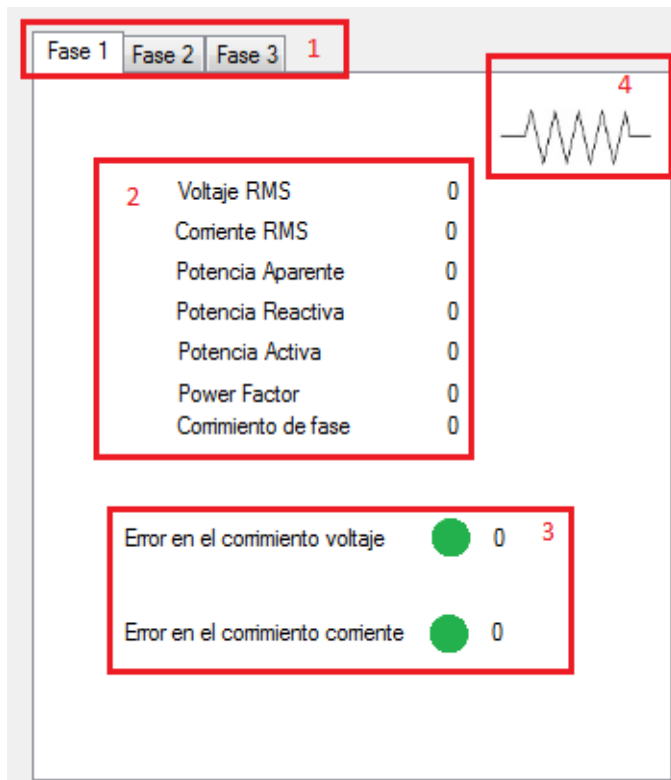 Fase 1 Fase 2 Fase 3 1
4
2 Voltaje RMS 0
Corriente RMS 0
Potencia Aparente 0
Potencia Reactiva 0
Potencia Activa 0
Power Factor 0
Corrimiento de fase 0
Error en el corrimiento voltaje 0 3
Error en el corrimiento corriente 0